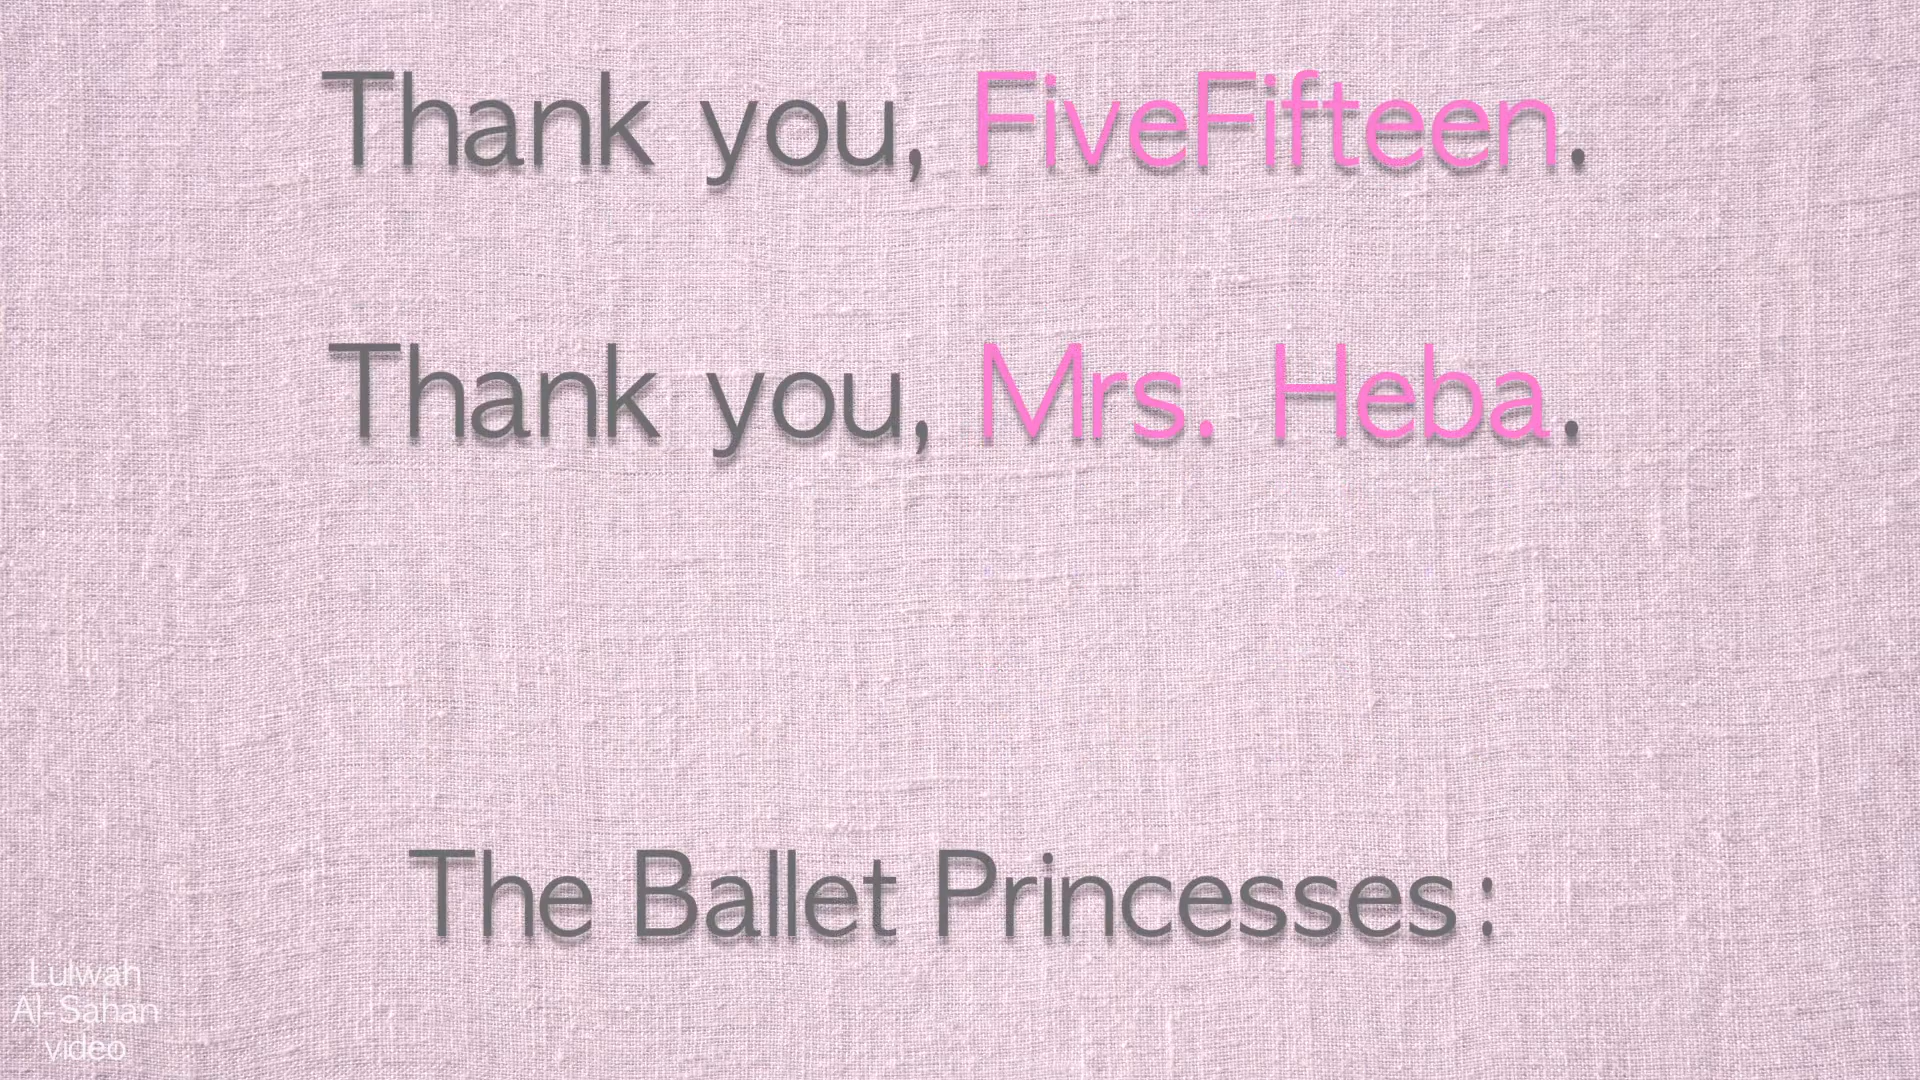 Thank you, FiveFifteen.
Thank you, Mrs. Heba.
The Ballet Princesses:
Lulwah
Al-Sahan
video